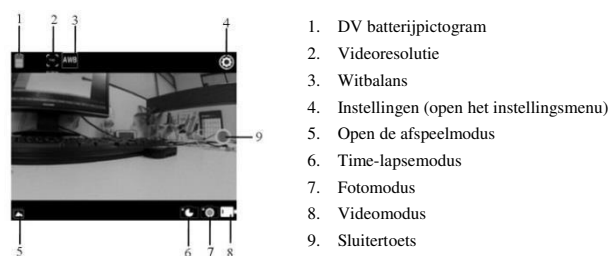 1 2 3 4
AWB
9
5 6 7 8
1. DV batterijpictogram
2. Videoresolutie
3. Witbalans
4. Instellingen (open het instellingsmenu)
5. Open de afspeelmodus
6. Time-lapsemodus
7. Fotomodus
8. Videomodus
9. Sluitertoets